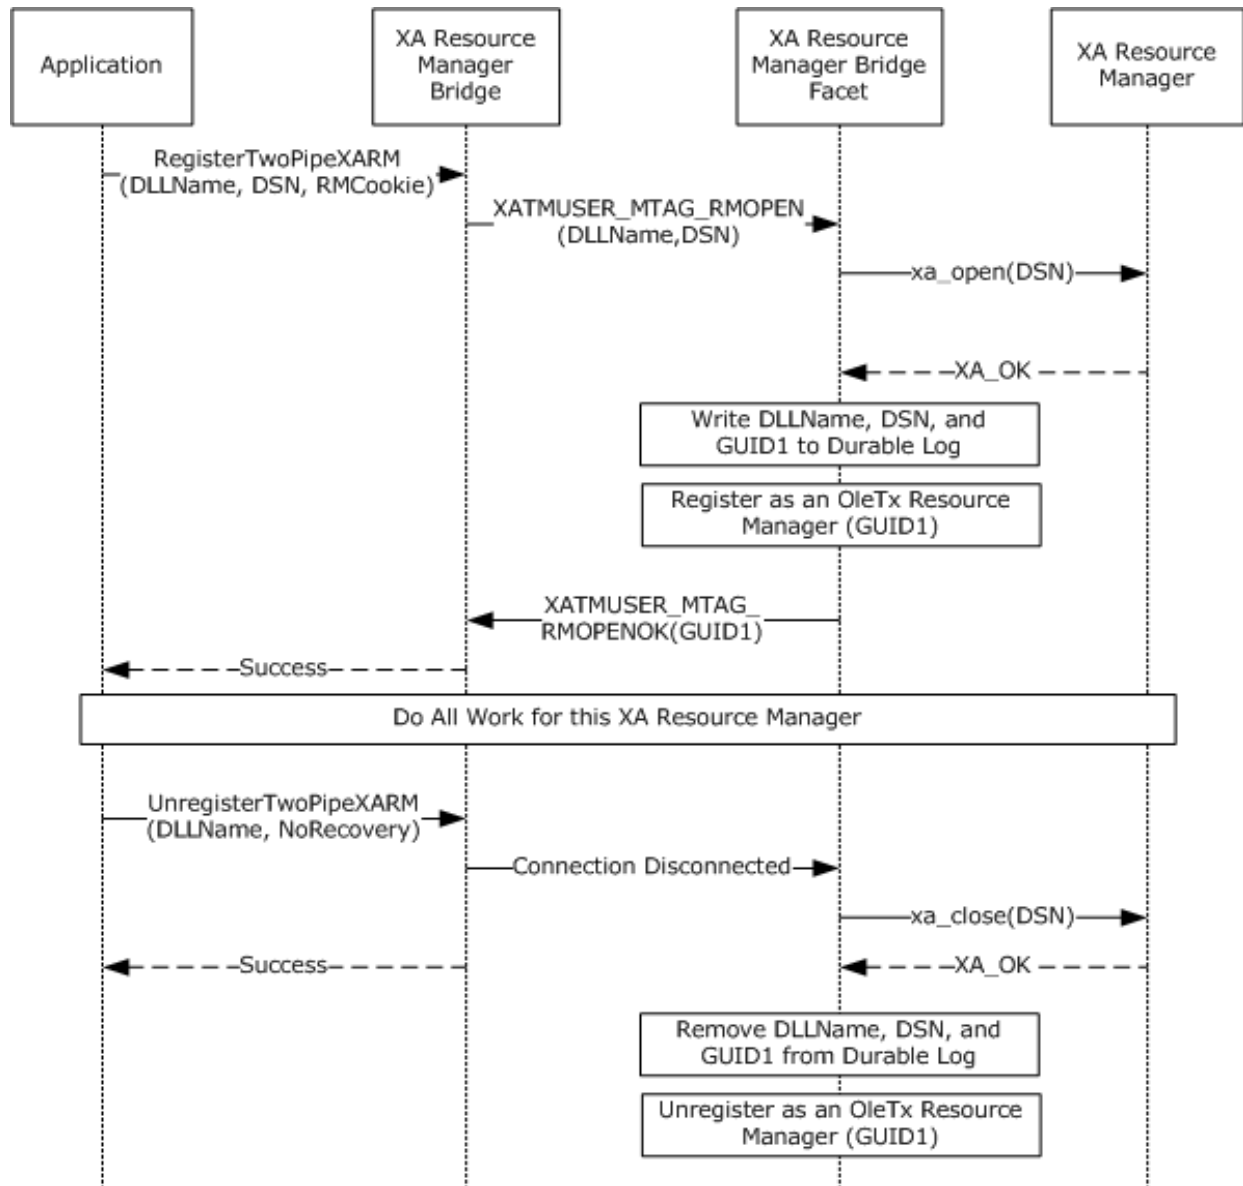 Application
XA Resource
Manager
Bridge
XA Resource
Manager Bridge
Facet
XA Resource
Manager
RegisterTwoPipeXARM
(DLLName, DSN, RMCookie)
XATMUSER_MTAG_RMOPEN
(DLLName,DSN)
xa_open(DSN)
XA_OK
Write DLLName, DSN, and
GUID1 to Durable Log
Register as an OleTx Resource
Manager (GUID1)
XATMUSER_MTAG_
RMOPENOK(GUID1)
Success
Do All Work for this XA Resource Manager
UnregisterTwoPipeXARM
(DLLName, NoRecovery)
Connection Disconnected
xa_close(DSN)
Success
XA_OK
Remove DLLName, DSN, and
GUID1 from Durable Log
Unregister as an OleTx Resource
Manager (GUID1)